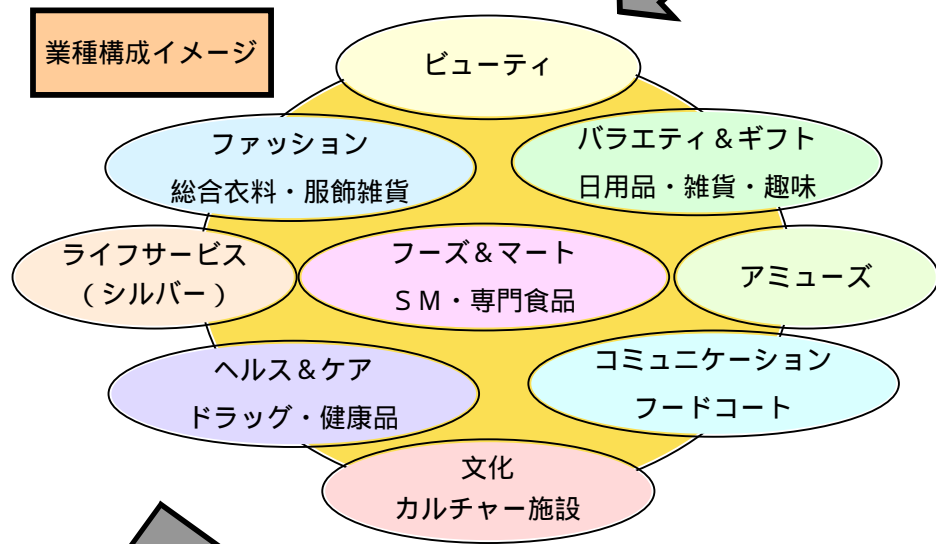 業種構成イメージ
ビューティ
ファッション
総合衣料・服飾雑貨
バラエティ＆ギフト
日用品・雑貨・趣味
ライフサービス
（シルバー）
フーズ＆マート
ＳＭ・専門食品
アミューズ
ヘルス＆ケア
ドラッグ・健康品
コミュニケーション
フードコート
文化
カルチャー施設